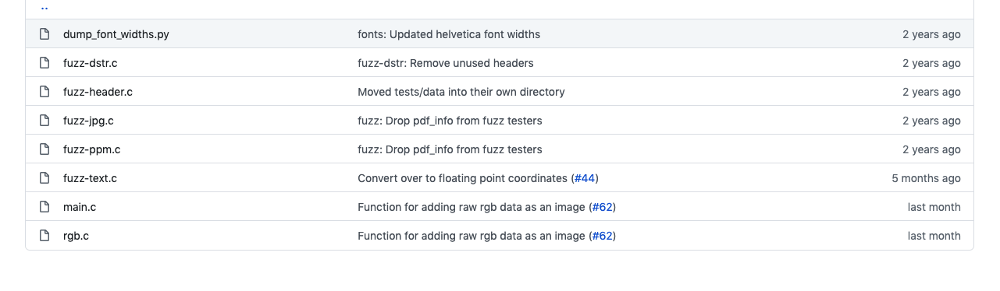 ..
dump_font_widths.py fonts: Updated helvetica font widths 2 years ago
fuzz-dstr.c fuzz-dstr: Remove unused headers 2 years ago
fuzz-header.c Moved tests/data into their own directory 2 years ago
fuzz-jpg.c fuzz: Drop pdf_info from fuzz testers 2 years ago
fuzz-ppm.c fuzz: Drop pdf_info from fuzz testers 2 years ago
fuzz-text.c Convert over to floating point coordinates (#44) 5 months ago
main.c Function for adding raw rgb data as an image (#62) last month
rgb.c Function for adding raw rgb data as an image (#62) last month